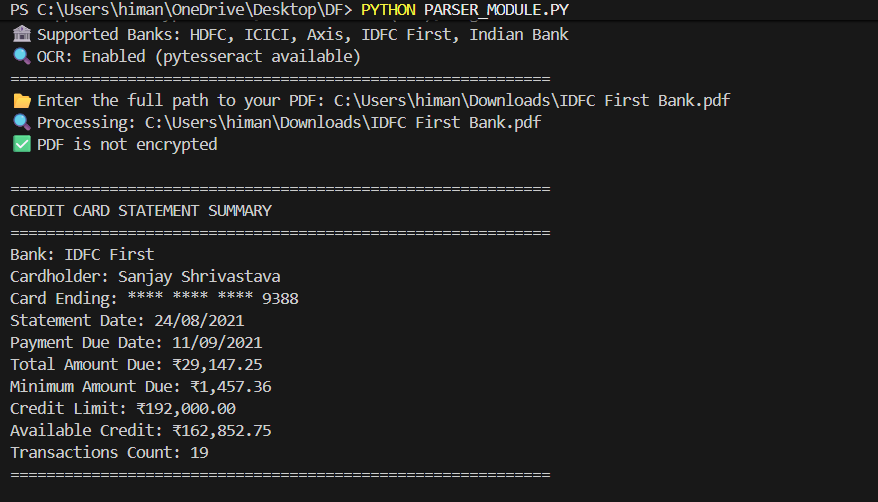 PS C:\Users\himan\OneDrive\Desktop\DF> PYTHON PARSER_MODULE.PY
🏛️ Supported Banks: HDFC, ICICI, Axis, IDFC First, Indian Bank
🔍 OCR: Enabled (pytesseract available)
============================================================
📂 Enter the full path to your PDF: C:\Users\himan\Downloads\IDFC First Bank.pdf
🔍 Processing: C:\Users\himan\Downloads\IDFC First Bank.pdf
✅ PDF is not encrypted
============================================================
CREDIT CARD STATEMENT SUMMARY
============================================================
Bank: IDFC First
Cardholder: Sanjay Shrivastava
Card Ending: **** **** **** 9388
Statement Date: 24/08/2021
Payment Due Date: 11/09/2021
Total Amount Due: ₹29,147.25
Minimum Amount Due: ₹1,457.36
Credit Limit: ₹192,000.00
Available Credit: ₹162,852.75
Transactions Count: 19
============================================================